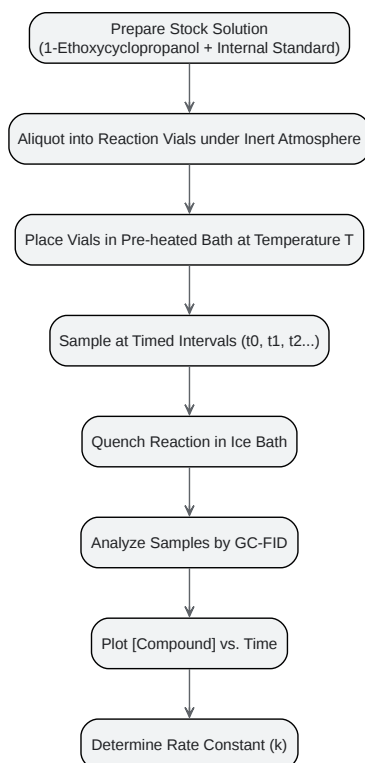 Prepare Stock Solution
(1-Ethoxycyclopropanol + Internal Standard)
Aliquot into Reaction Vials under Inert Atmosphere
Place Vials in Pre-heated Bath at Temperature T
Sample at Timed Intervals (t0, t1, t2...)
Quench Reaction in Ice Bath
Analyze Samples by GC-FID
Plot [Compound] vs. Time
Determine Rate Constant (k)